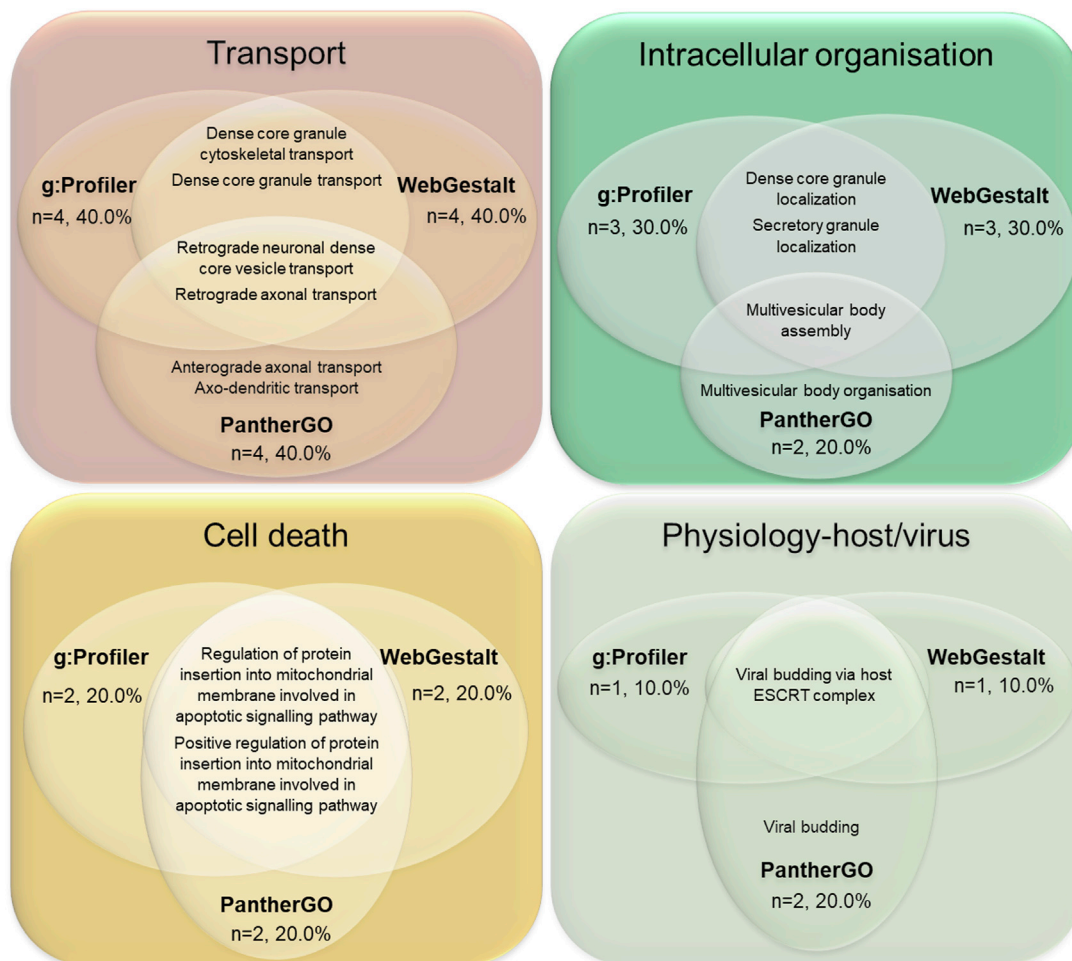 Transport
Dense core granule
cytoskeletal transport
Dense core granule transport
g:Profiler
n=4, 40.0%
WebGestalt
n=4, 40.0%
Retrograde neuronal dense
core vesicle transport
Retrograde axonal transport
Anterograde axonal transport
Axo-dendritic transport
PantherGO
n=4, 40.0%
Intracellular organisation
g:Profiler
n=3, 30.0%
Dense core granule
localization
Secretory granule
localization
WebGestalt
n=3, 30.0%
Multivesicular body
assembly
Multivesicular body organisation
PantherGO
n=2, 20.0%
Cell death
g:Profiler
n=2, 20.0%
Regulation of protein
insertion into mitochondrial
membrane involved in
apoptotic signalling pathway
Positive regulation of protein
insertion into mitochondrial
membrane involved in
apoptotic signalling pathway
WebGestalt
n=2, 20.0%
PantherGO
n=2, 20.0%
Physiology-host/virus
g:Profiler
n=1, 10.0%
Viral budding via host
ESCRT complex
WebGestalt
n=1, 10.0%
Viral budding
PantherGO
n=2, 20.0%